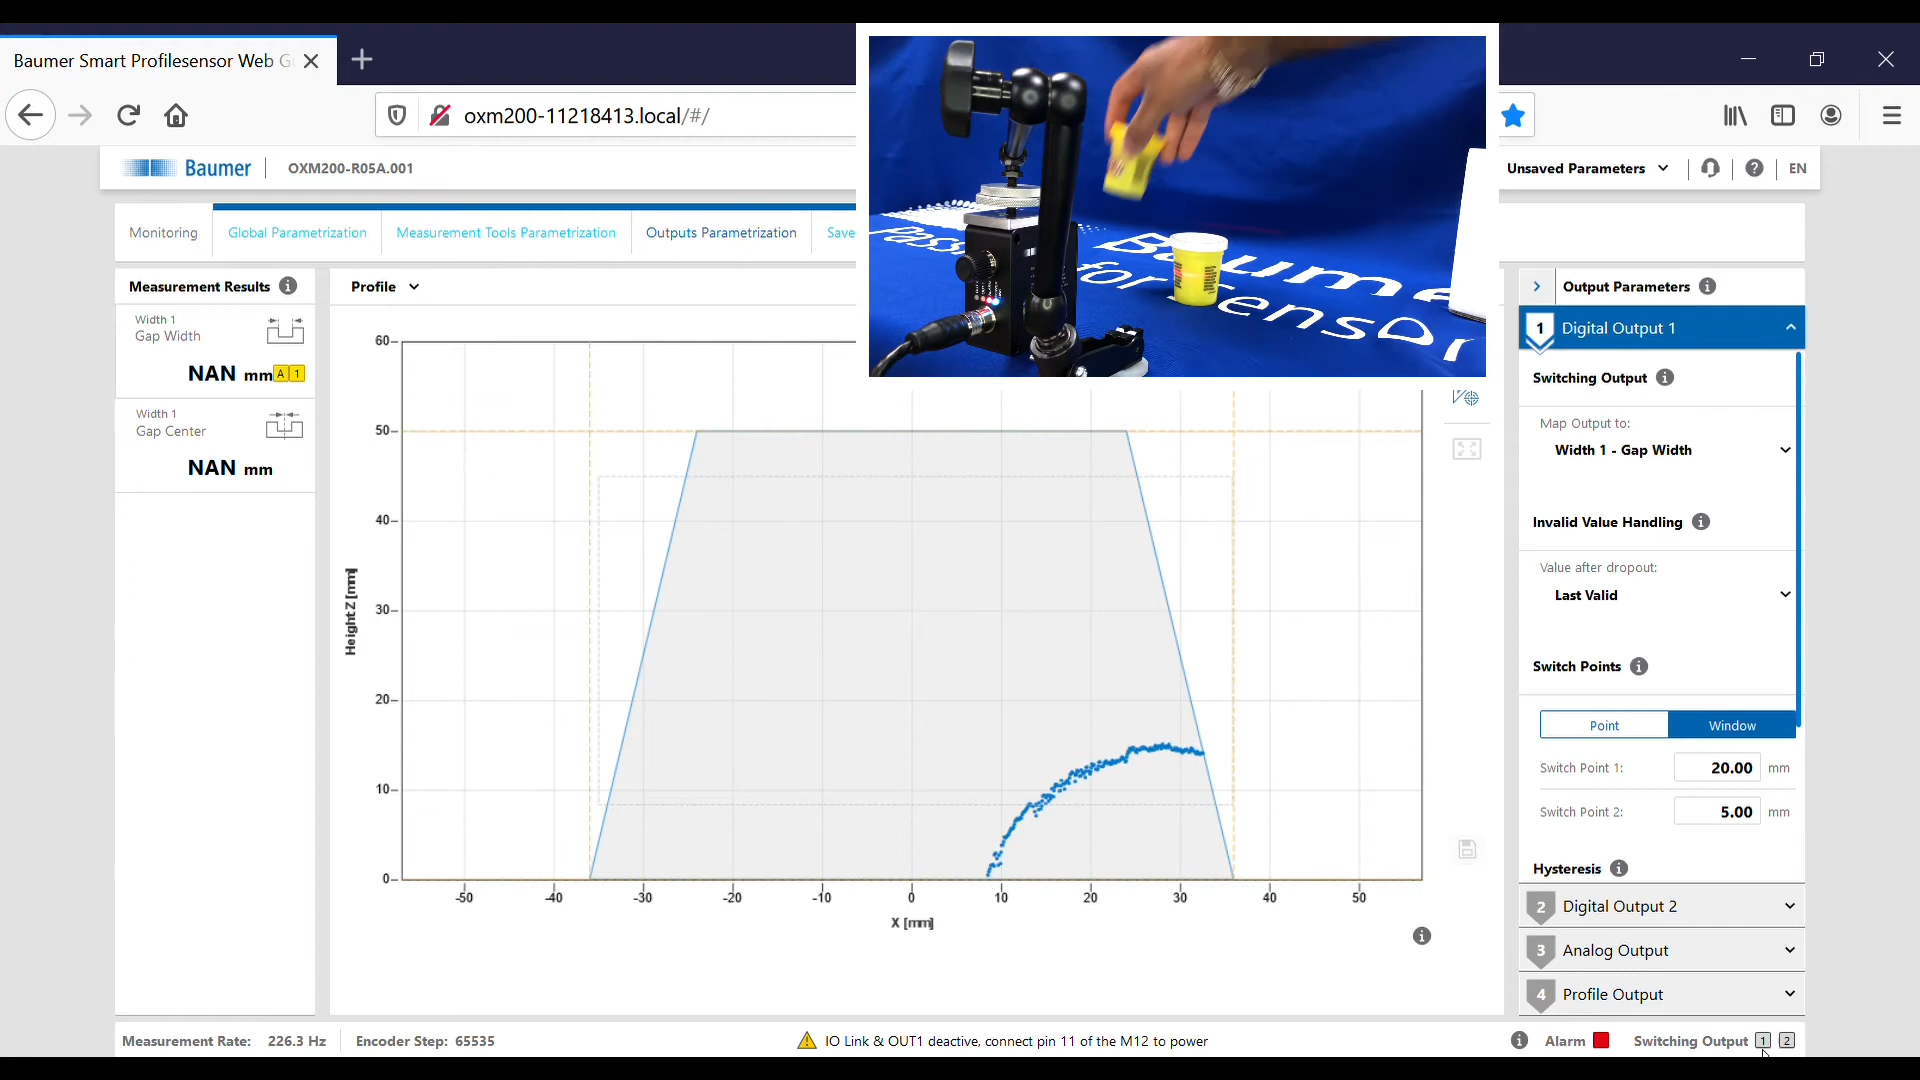 Baumer Smart Profilesensor Web G
oxm200-11218413.local/#/
Baumer
OXM200-R05A.001
Unsaved Parameters
EN
Monitoring
Global Parametrization
Measurement Tools Parametrization
Outputs Parametrization
Save
Baume
for Sensor
Measurement Results
Width 1
Gap Width
NAN mm A 1
Width 1
Gap Center
NAN mm
Profile
60
50
40
30
20
10
0
Height Z [mm]
-50 -40 -30 -20 -10 0 10 20 30 40 50
X [mm]
Output Parameters
1 Digital Output 1
Switching Output
Map Output to:
Width 1 - Gap Width
Invalid Value Handling
Value after dropout:
Last Valid
Switch Points
Point Window
Switch Point 1: 20.00 mm
Switch Point 2: 5.00 mm
Hysteresis
2 Digital Output 2
3 Analog Output
4 Profile Output
Measurement Rate: 226.3 Hz
Encoder Step: 65535
IO Link & OUT1 deactive, connect pin 11 of the M12 to power
Alarm
Switching Output 1 2